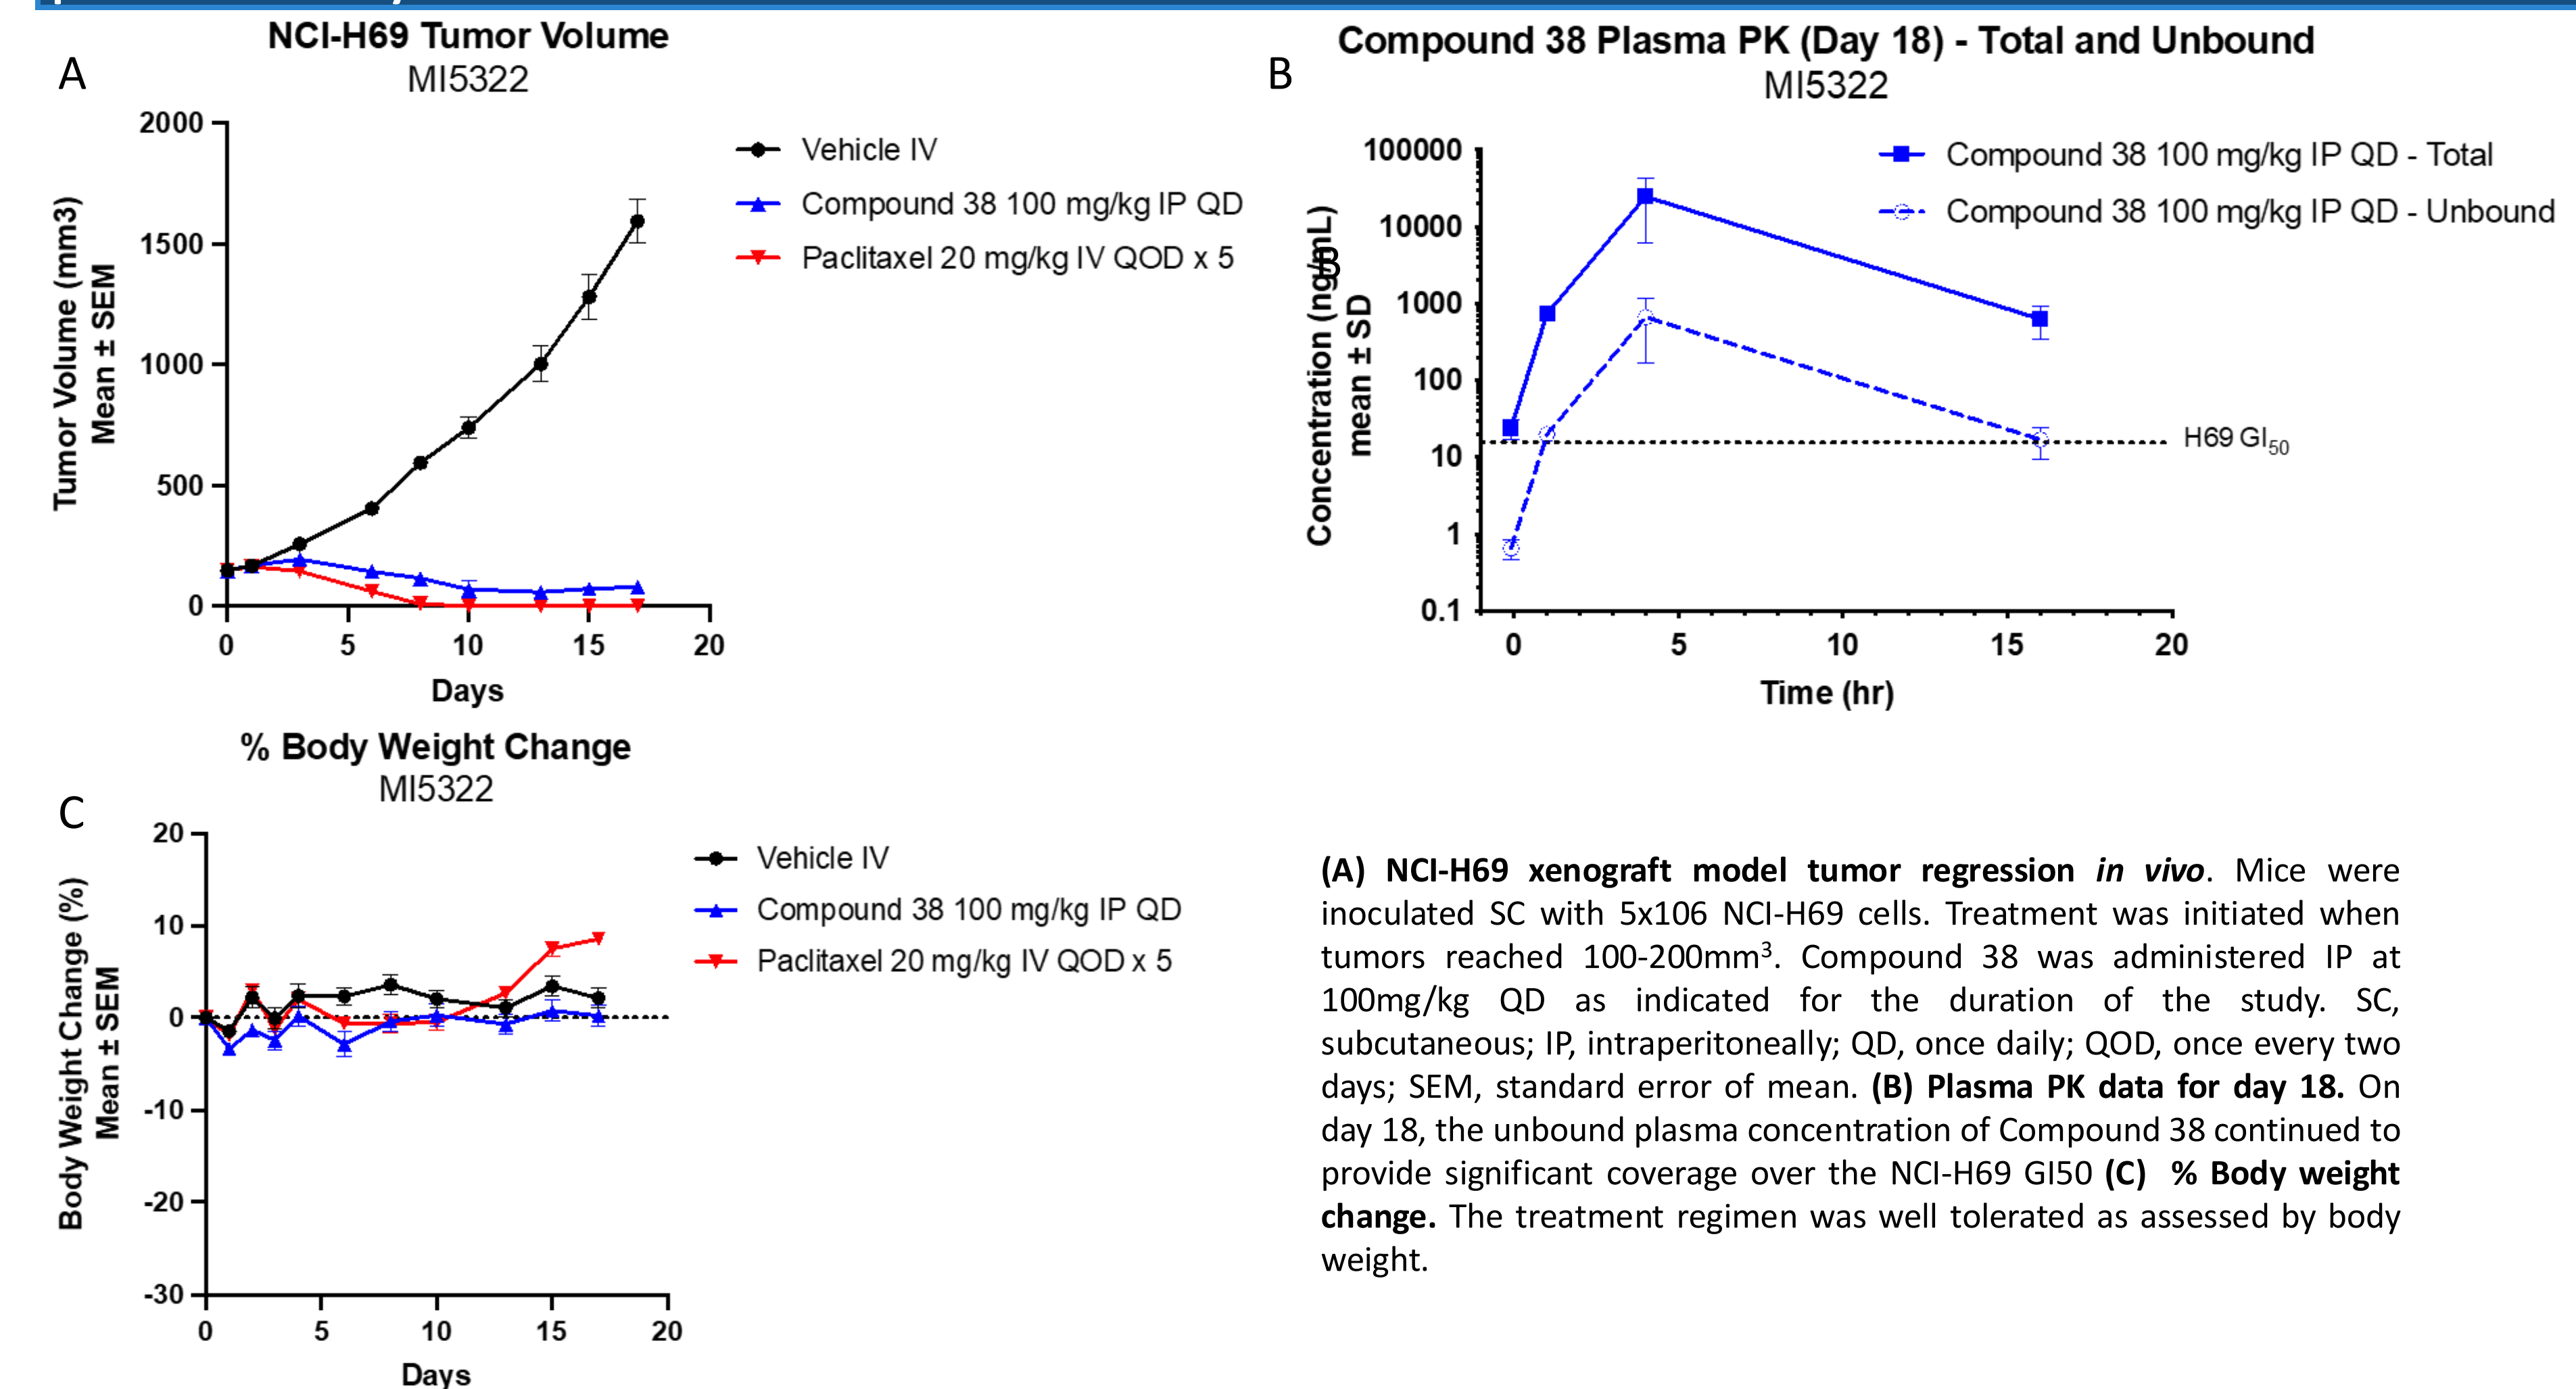 A
NCI-H69 Tumor Volume
MI5322
2000
1500
1000
500
0
0 5 10 15 20
Tumor Volume (mm3)
Mean ± SEM
Days
Vehicle IV
Compound 38 100 mg/kg IP QD
Paclitaxel 20 mg/kg IV QOD x 5
B
Compound 38 Plasma PK (Day 18) - Total and Unbound
MI5322
100000
10000
1000
100
10
1
0.1
0 5 10 15 20
Concentration (ng/mL)
mean ± SD
Time (hr)
Compound 38 100 mg/kg IP QD - Total
Compound 38 100 mg/kg IP QD - Unbound
H69 GI50
C
% Body Weight Change
MI5322
20
10
0
-10
-20
-30
0 5 10 15 20
Body Weight Change (%)
Mean ± SEM
Days
Vehicle IV
Compound 38 100 mg/kg IP QD
Paclitaxel 20 mg/kg IV QOD x 5
(A) NCI-H69 xenograft model tumor regression in vivo. Mice were
inoculated SC with 5x106 NCI-H69 cells. Treatment was initiated when
tumors reached 100-200mm³. Compound 38 was administered IP at
100mg/kg QD as indicated for the duration of the study. SC,
subcutaneous; IP, intraperitoneally; QD, once daily; QOD, once every two
days; SEM, standard error of mean. (B) Plasma PK data for day 18. On
day 18, the unbound plasma concentration of Compound 38 continued to
provide significant coverage over the NCI-H69 GI50 (C) % Body weight
change. The treatment regimen was well tolerated as assessed by body
weight.